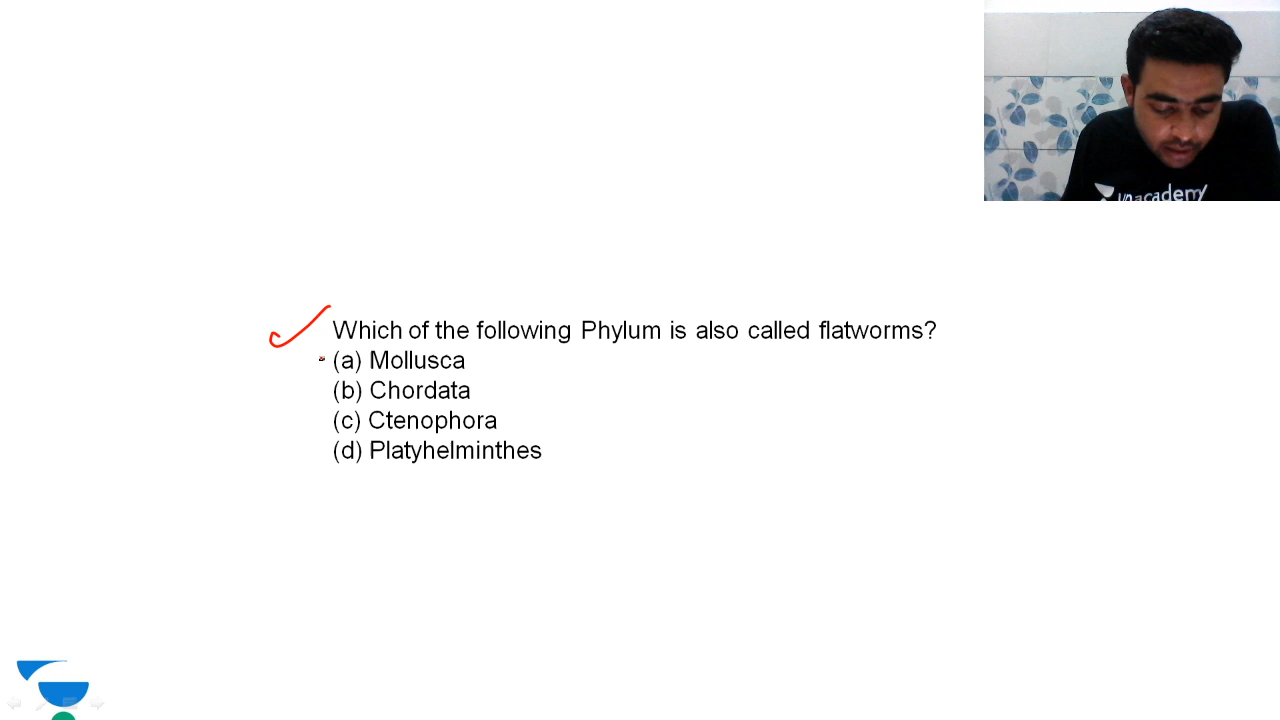 unacademy
Which of the following Phylum is also called flatworms?
(a) Mollusca
(b) Chordata
(c) Ctenophora
(d) Platyhelminthes